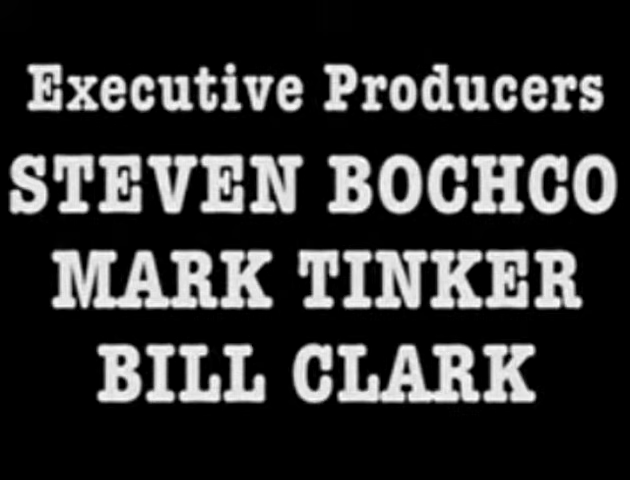 Executive Producers
STEVEN BOCHCO
MARK TINKER
BILL CLARK